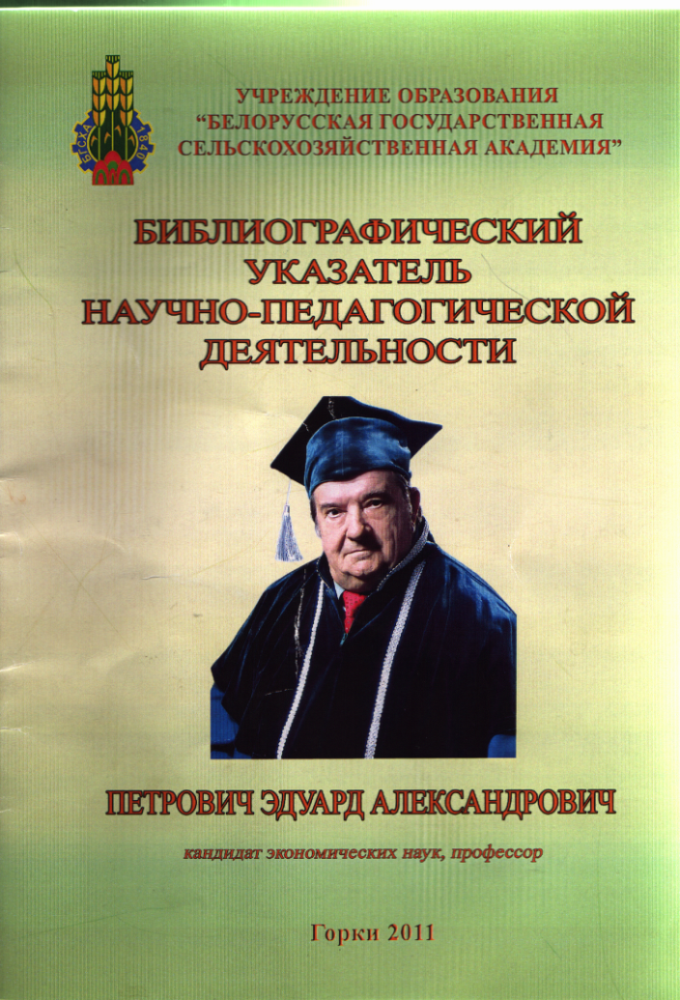 БГСХА 1840
УЧРЕЖДЕНИЕ ОБРАЗОВАНИЯ
“БЕЛОРУССКАЯ ГОСУДАРСТВЕННАЯ
СЕЛЬСКОХОЗЯЙСТВЕННАЯ АКАДЕМИЯ”
БИБЛИОГРАФИЧЕСКИЙ
УКАЗАТЕЛЬ
НАУЧНО-ПЕДАГОГИЧЕСКОЙ
ДЕЯТЕЛЬНОСТИ
ПЕТРОВИЧ ЭДУАРД АЛЕКСАНДРОВИЧ
кандидат экономических наук, профессор
Горки 2011